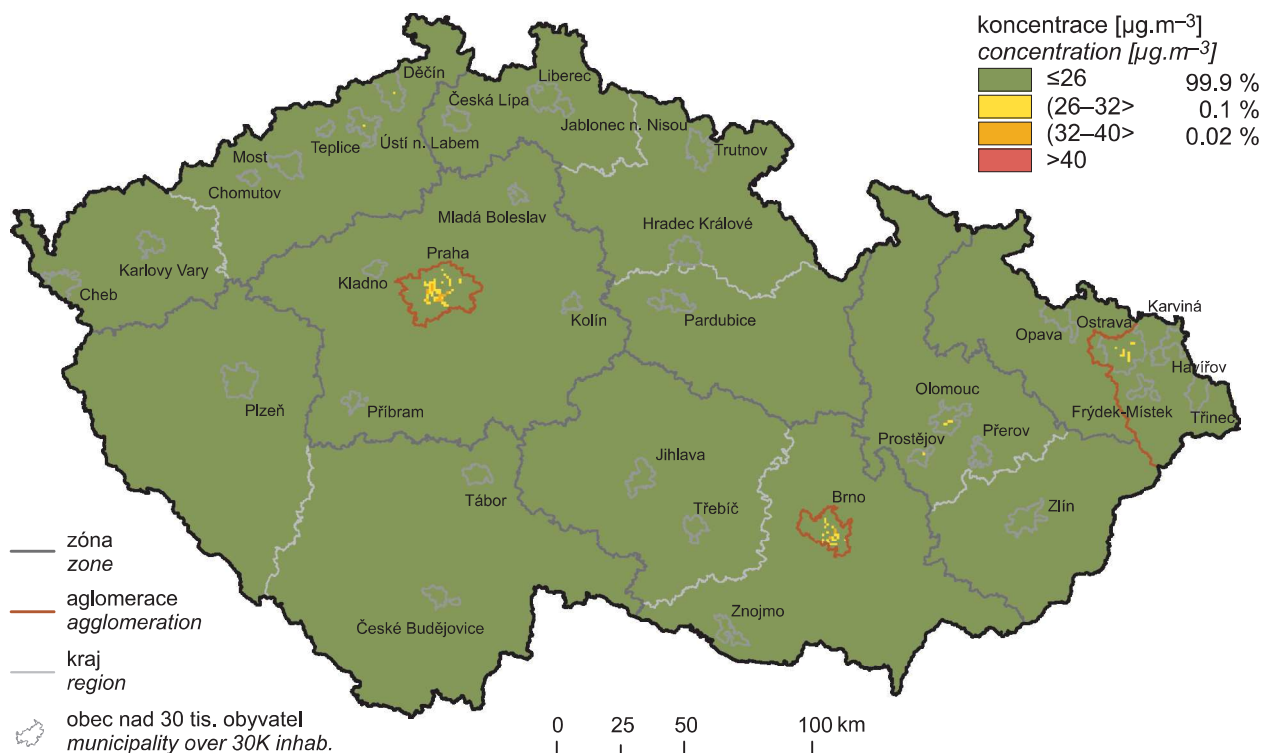 koncentrace [µg.m⁻³]
concentration [µg.m⁻³]
≤26 99.9 %
(26–32> 0.1 %
(32–40> 0.02 %
>40
Děčín
Liberec
Česká Lípa
Jablonec n. Nisou
Teplice
Ústí n. Labem
Trutnov
Most
Chomutov
Mladá Boleslav
Hradec Králové
Karlovy Vary
Praha
Kladno
Cheb
Kolín
Pardubice
Karviná
Ostrava
Opava
Havířov
Plzeň
Příbram
Olomouc
Frýdek-Místek
Třinec
Prostějov
Přerov
Jihlava
Tábor
Třebíč
Brno
Zlín
Znojmo
České Budějovice
zóna
zone
aglomerace
agglomeration
kraj
region
obec nad 30 tis. obyvatel
municipality over 30K inhab.
0 25 50 100 km